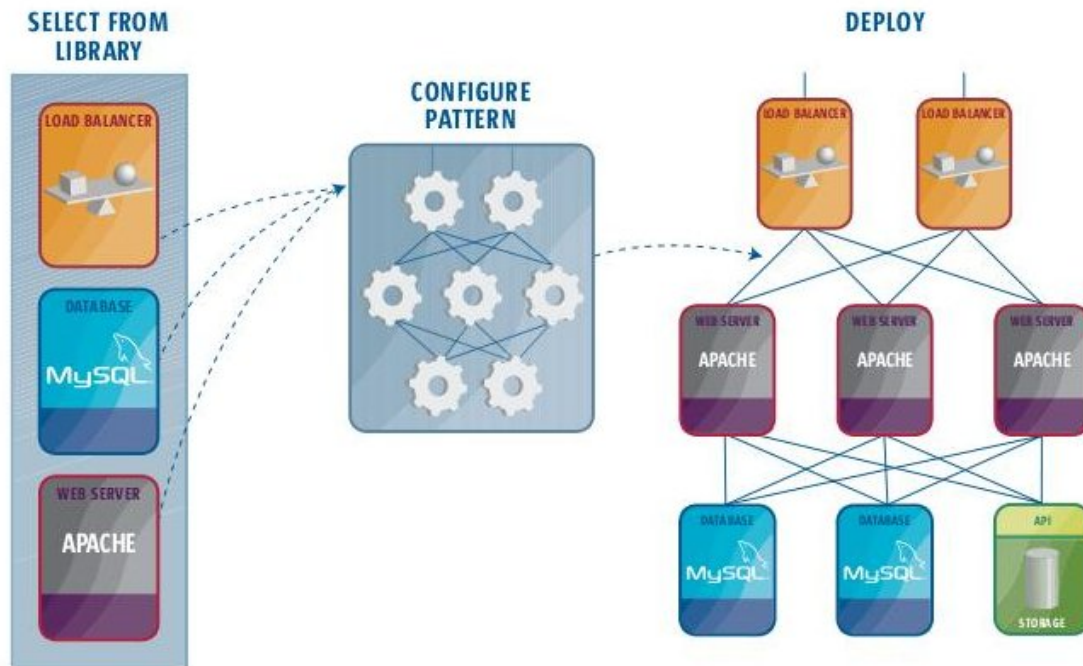 SELECT FROM
LIBRARY
LOAD BALANCER
DATABASE
MySQL
WEB SERVER
APACHE
CONFIGURE
PATTERN
DEPLOY
LOAD BALANCER
LOAD BALANCER
WEB SERVER
APACHE
WEB SERVER
APACHE
WEB SERVER
APACHE
DATABASE
MySQL
DATABASE
MySQL
API
STORAGE